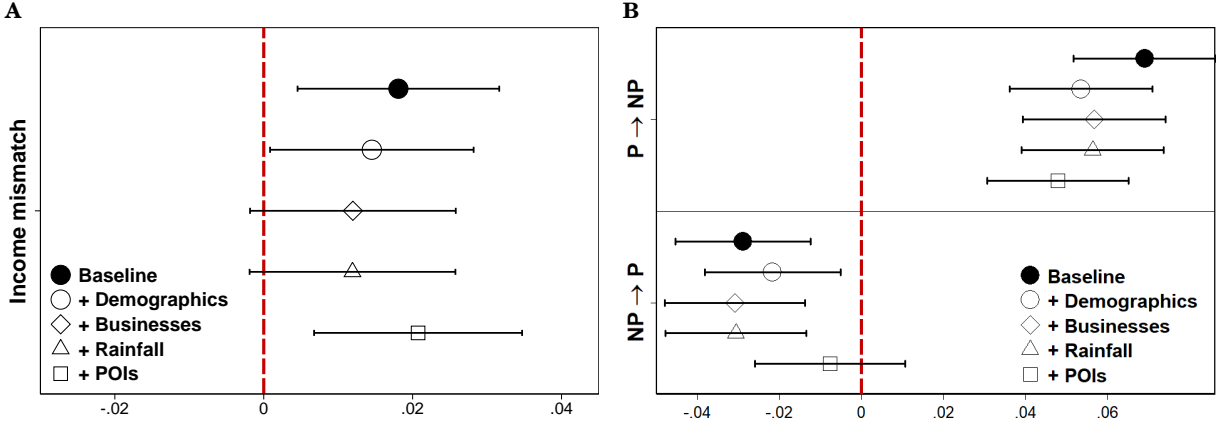 A
Income mismatch
Baseline
+ Demographics
+ Businesses
+ Rainfall
+ POIs
-.02
0
.02
.04
B
P → NP
NP → P
Baseline
+ Demographics
+ Businesses
+ Rainfall
+ POIs
-.04
-.02
0
.02
.04
.06